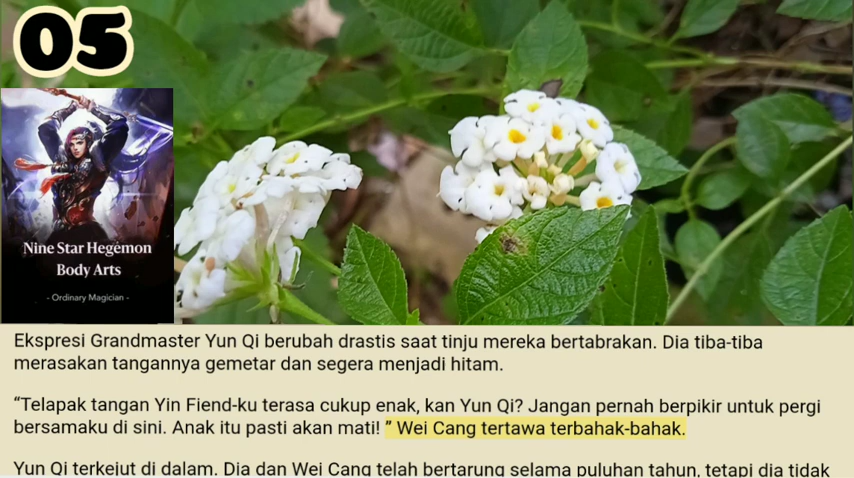 05
Nine Star Hegemon
Body Arts
- Ordinary Magician -
Ekspresi Grandmaster Yun Qi berubah drastis saat tinju mereka bertabrakan. Dia tiba-tiba
merasakan tangannya gemetar dan segera menjadi hitam.
“Telapak tangan Yin Fiend-ku terasa cukup enak, kan Yun Qi? Jangan pernah berpikir untuk pergi
bersamaku di sini. Anak itu pasti akan mati! ” Wei Cang tertawa terbahak-bahak.
Yun Qi terkejut di dalam. Dia dan Wei Cang telah bertarung selama puluhan tahun, tetapi dia tidak